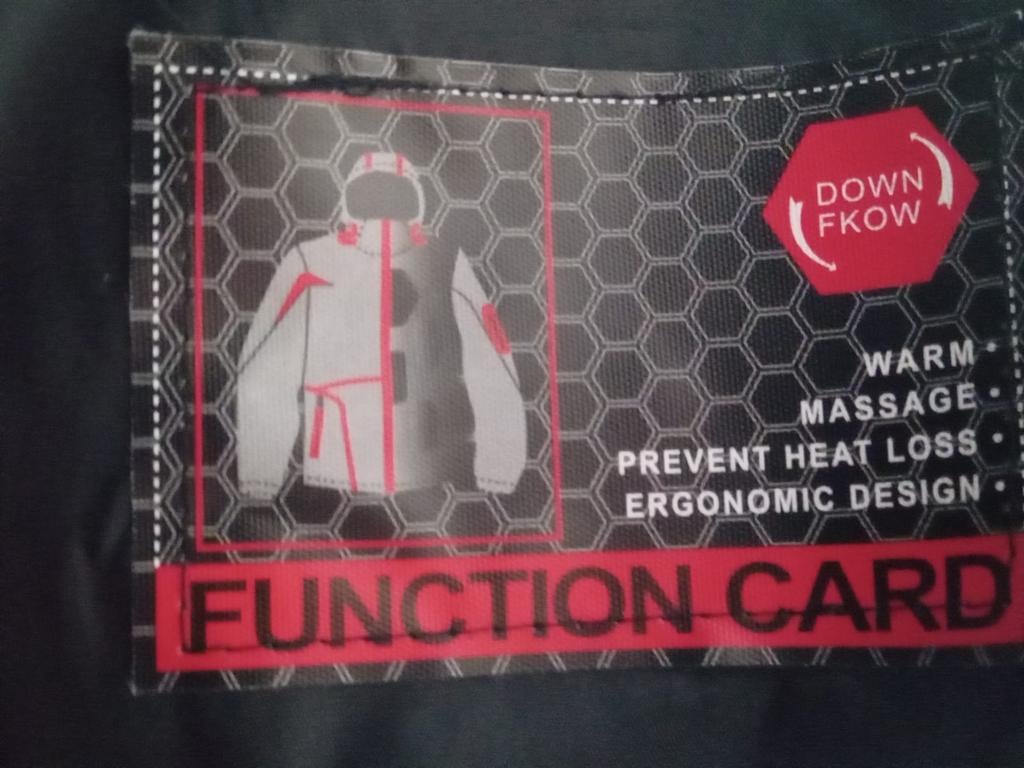 DOWN
FKOW
WARM •
MASSAGE •
PREVENT HEAT LOSS •
ERGONOMIC DESIGN •
FUNCTION CARD